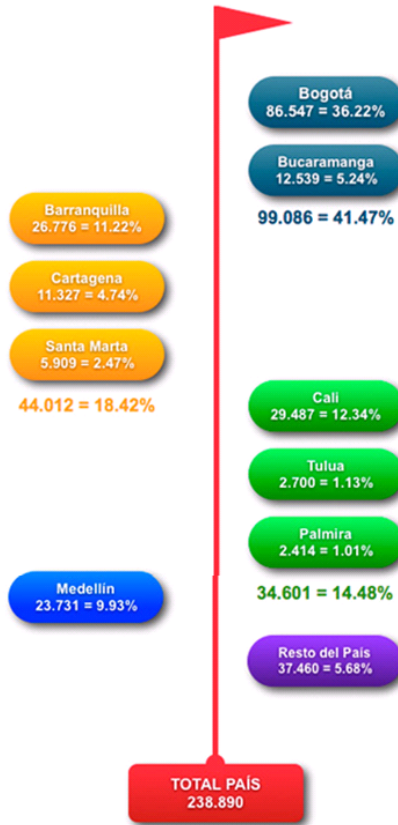 Bogotá
86.547 = 36.22%
Bucaramanga
12.539 = 5.24%
99.086 = 41.47%
Barranquilla
26.776 = 11.22%
Cartagena
11.327 = 4.74%
Santa Marta
5.909 = 2.47%
44.012 = 18.42%
Cali
29.487 = 12.34%
Tulua
2.700 = 1.13%
Palmira
2.414 = 1.01%
34.601 = 14.48%
Medellín
23.731 = 9.93%
Resto del País
37.460 = 5.68%
TOTAL PAÍS
238.890